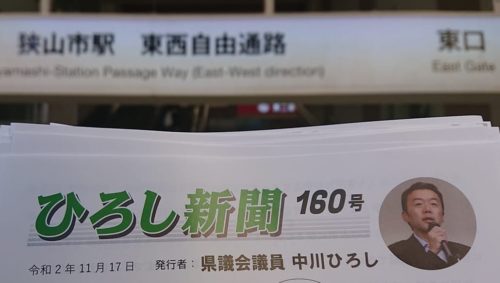 狭山市駅 東西自由通路 東口
yamashi-Station Passage Way (East-West direction) East Gate
ひろし新聞 160号
令和2年11月17日 発行者：県議会議員 中川ひろし